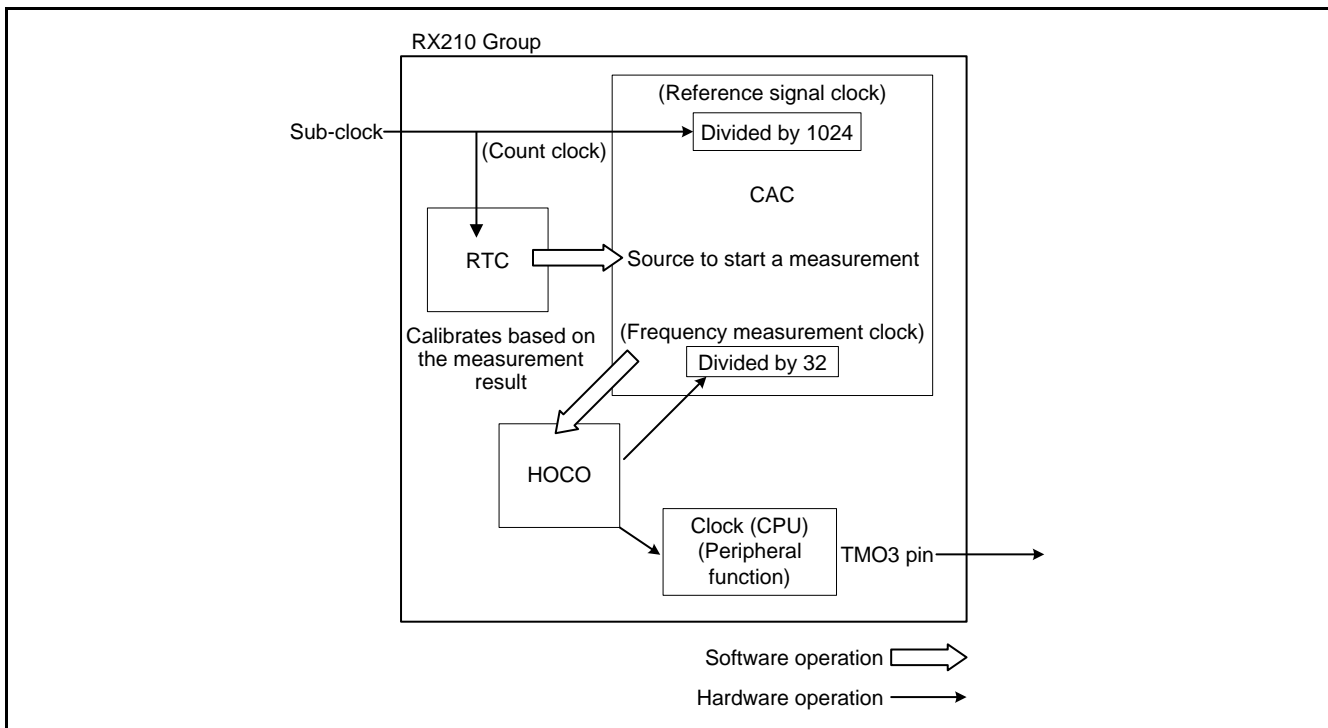 RX210 Group
(Reference signal clock)
Divided by 1024
Sub-clock
(Count clock)
CAC
RTC
Source to start a measurement
Calibrates based on
the measurement
result
(Frequency measurement clock)
Divided by 32
HOCO
Clock (CPU)
(Peripheral
function)
TMO3 pin
Software operation
Hardware operation